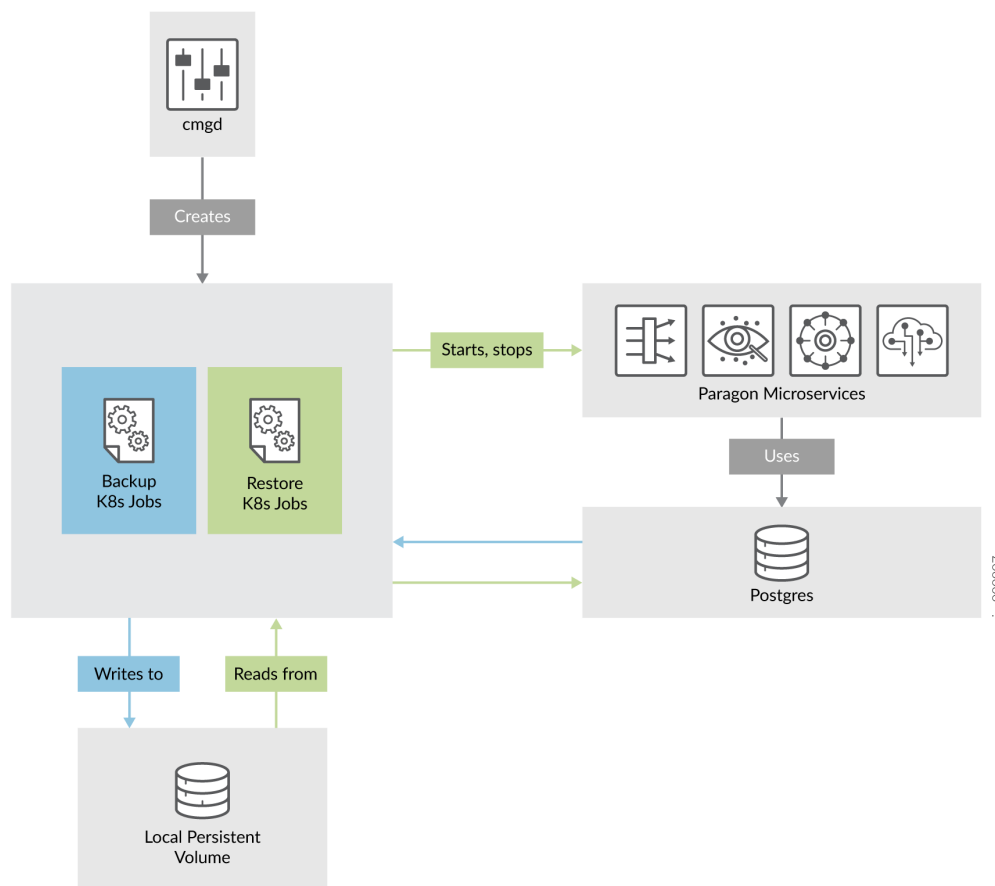 cmgd
Creates
Starts, stops
Paragon Microservices
Backup
K8s Jobs
Restore
K8s Jobs
Uses
Postgres
Writes to
Reads from
Local Persistent
Volume